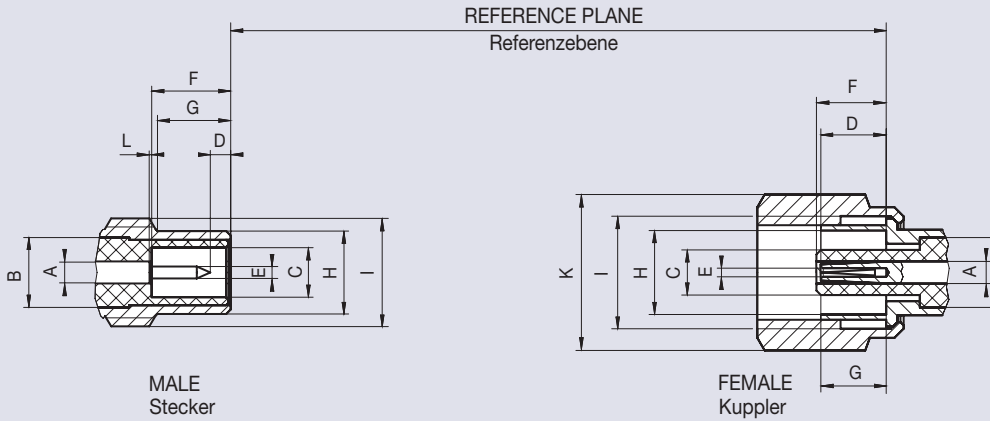 REFERENCE PLANE
Referenzebene
F
G
L
D
B
A
E
C
H
I
MALE
Stecker
F
D
K
I
H
C
E
A
G
FEMALE
Kuppler